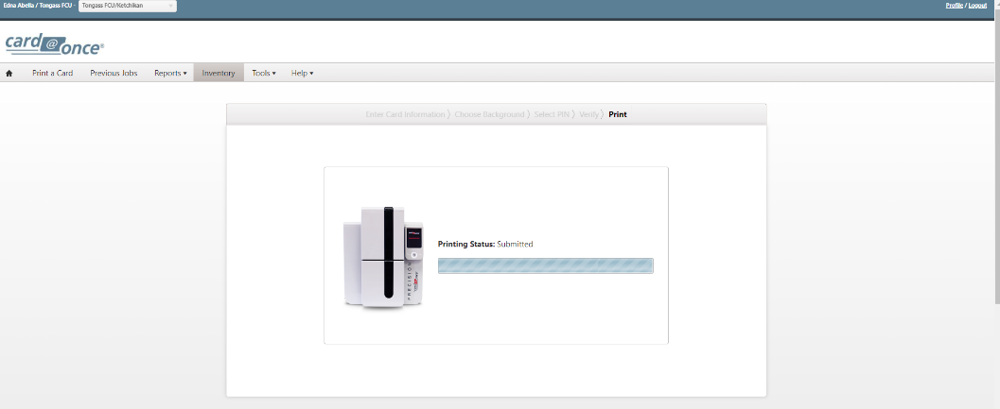 Edna Abella / Tongass FCU - Tongass FCU/Ketchikan Profile / Logout
card@once®
Print a Card Previous Jobs Reports Inventory Tools Help
Enter Card Information 〉 Choose Background 〉 Select PIN 〉 Verify 〉 Print
Printing Status: Submitted
PRECISION